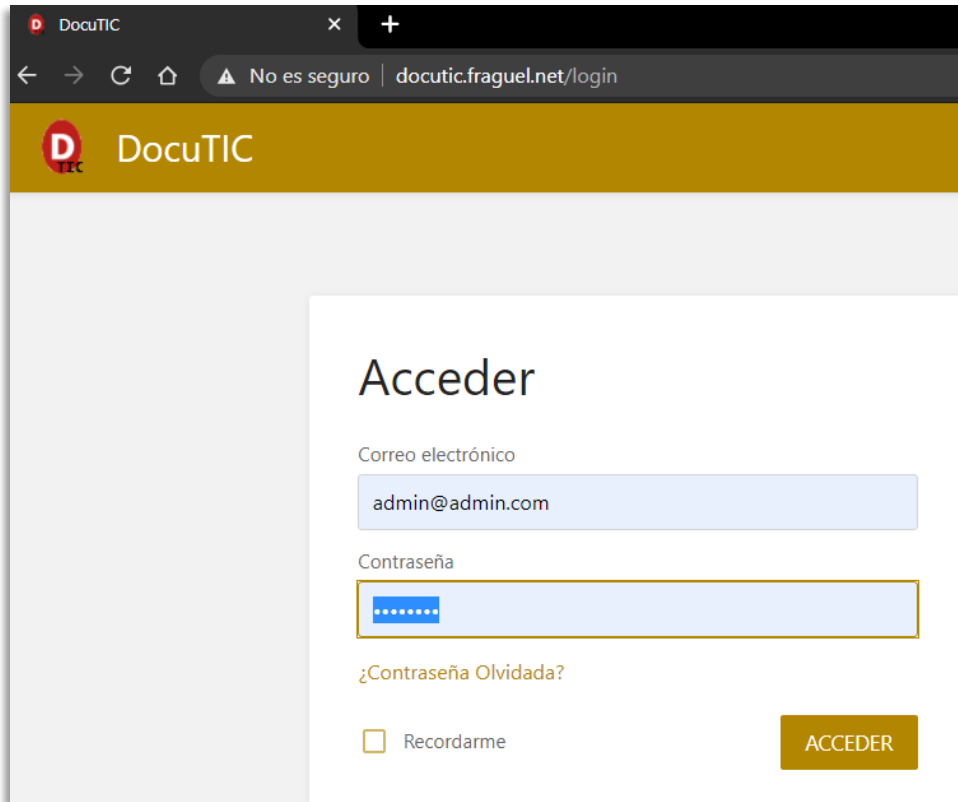 DocuTIC
No es seguro docutic.fraguel.net/login
D
TIC
DocuTIC
Acceder
Correo electrónico
admin@admin.com
Contraseña
••••••••
¿Contraseña Olvidada?
Recordarme
ACCEDER